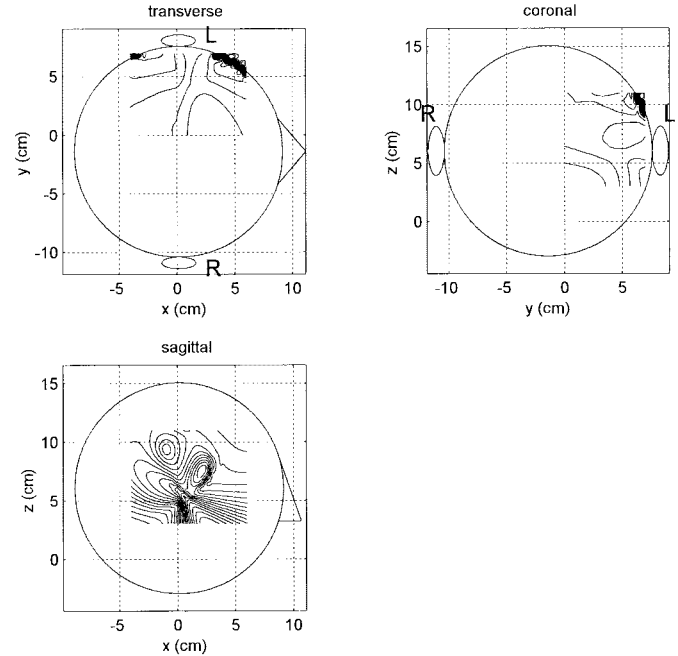 transverse
L
5
0
-5
-10
y (cm)
R
-5 0 5 10
x (cm)
coronal
15
10
5
0
z (cm)
R L
-10 -5 0 5
y (cm)
sagittal
15
10
5
0
z (cm)
-5 0 5 10
x (cm)